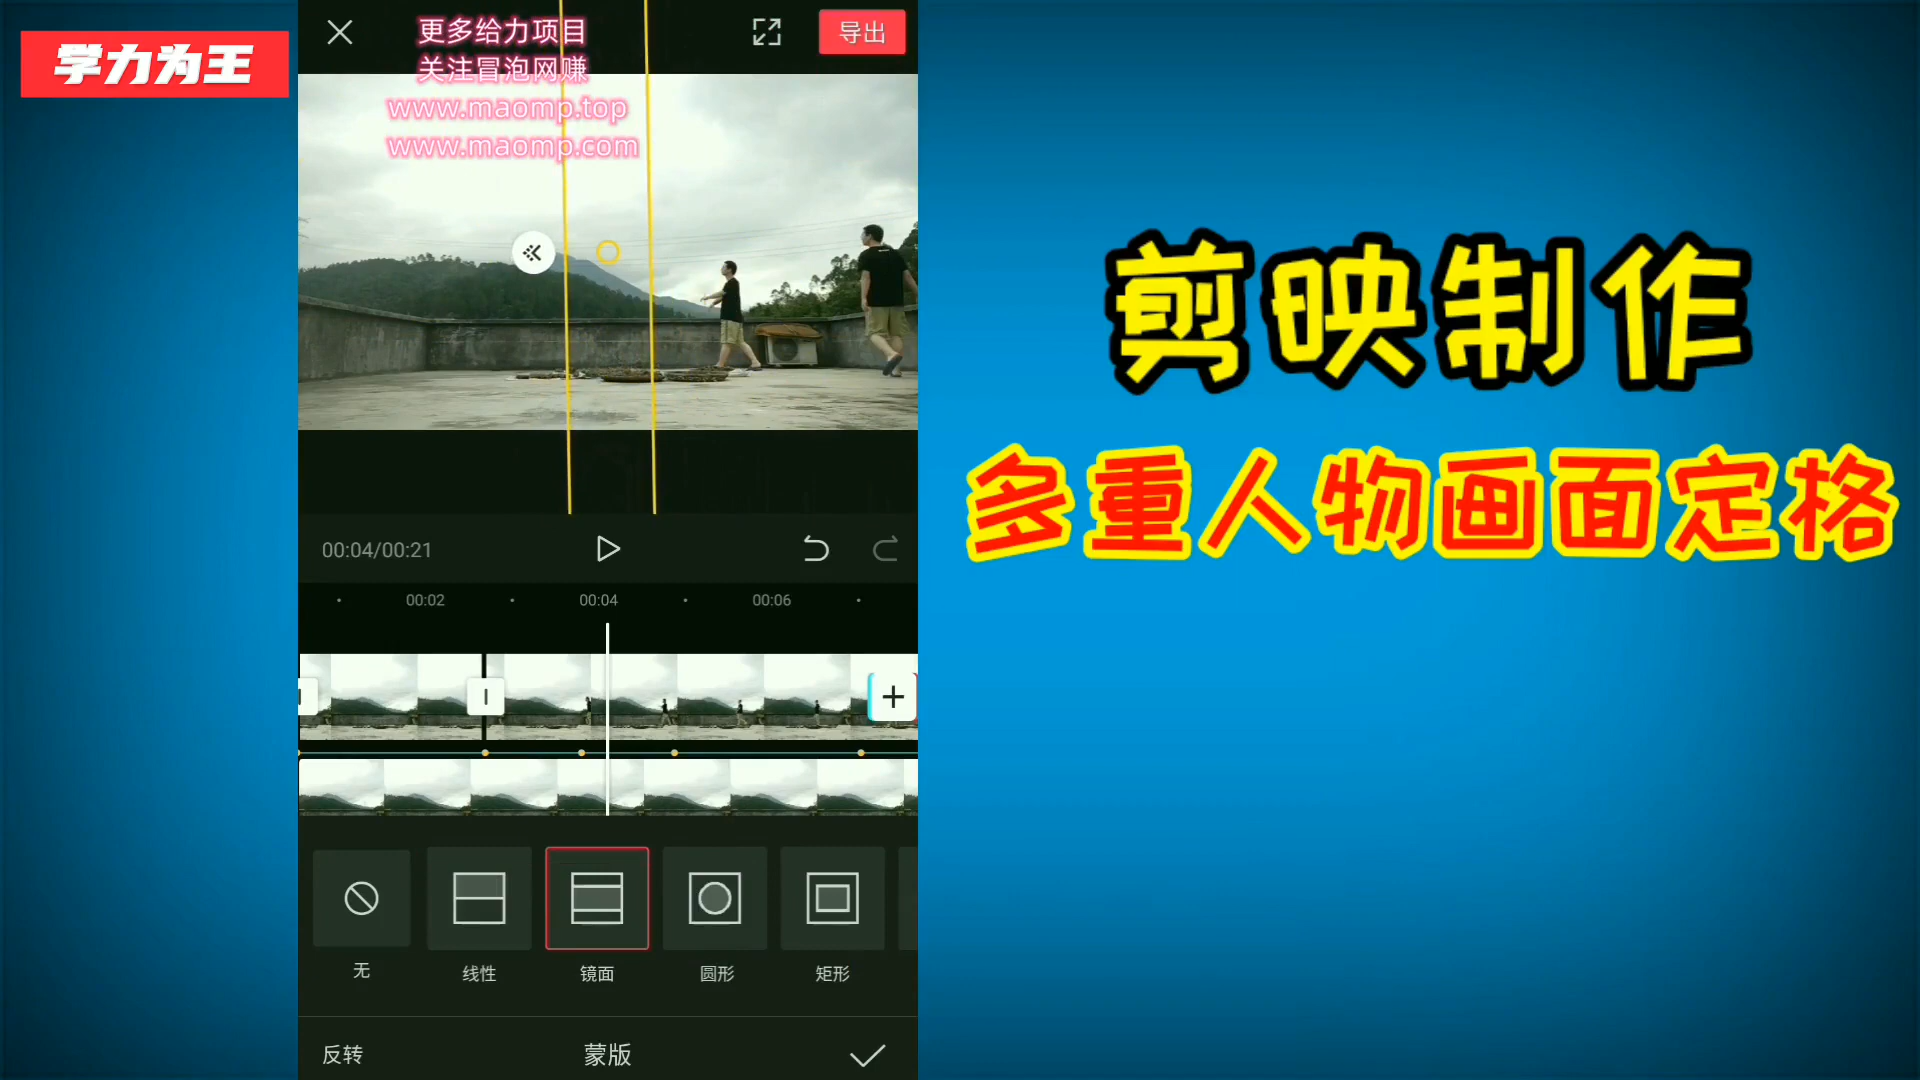 学力为王
更多给力项目
关注冒泡网赚
www.maomp.top
www.maomp.com
导出
剪映制作
多重人物画面定格
00:04/00:21
00:02
00:04
00:06
无
线性
镜面
圆形
矩形
反转
蒙版